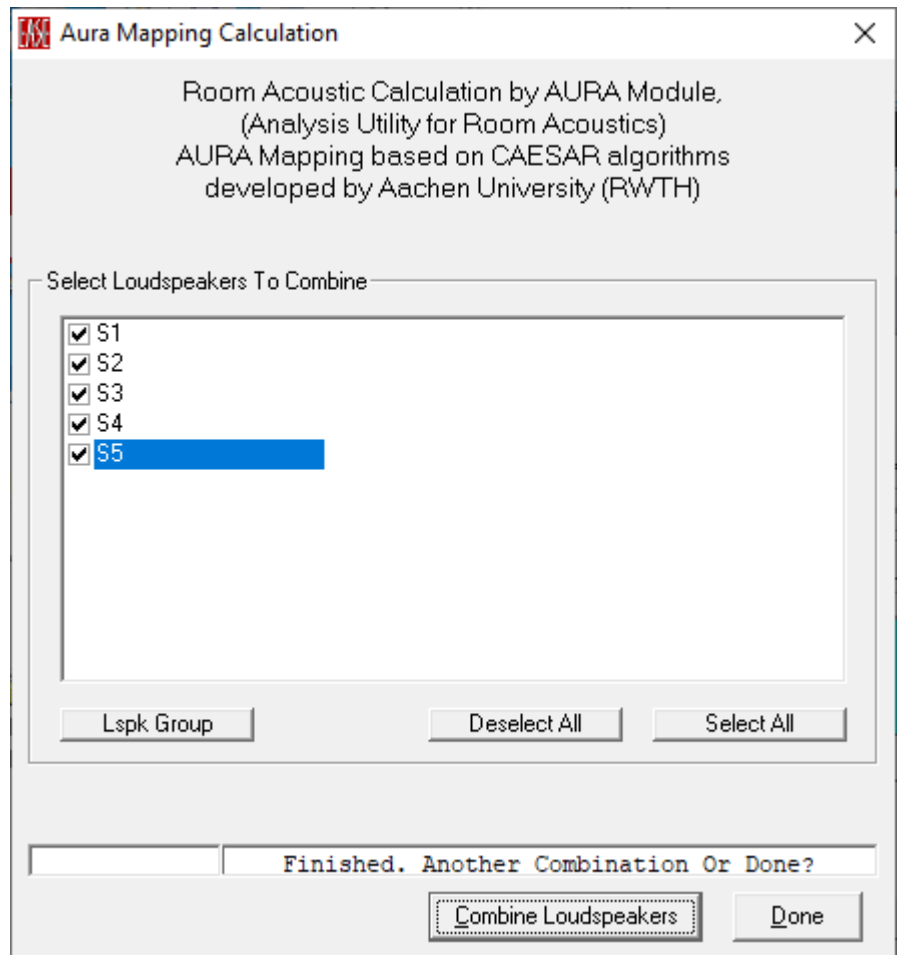 EASE Aura Mapping Calculation
Room Acoustic Calculation by AURA Module,
(Analysis Utility for Room Acoustics)
AURA Mapping based on CAESAR algorithms
developed by Aachen University (RWTH)
Select Loudspeakers To Combine
S1
S2
S3
S4
S5
Lspk Group Deselect All Select All
Finished. Another Combination Or Done?
Combine Loudspeakers Done